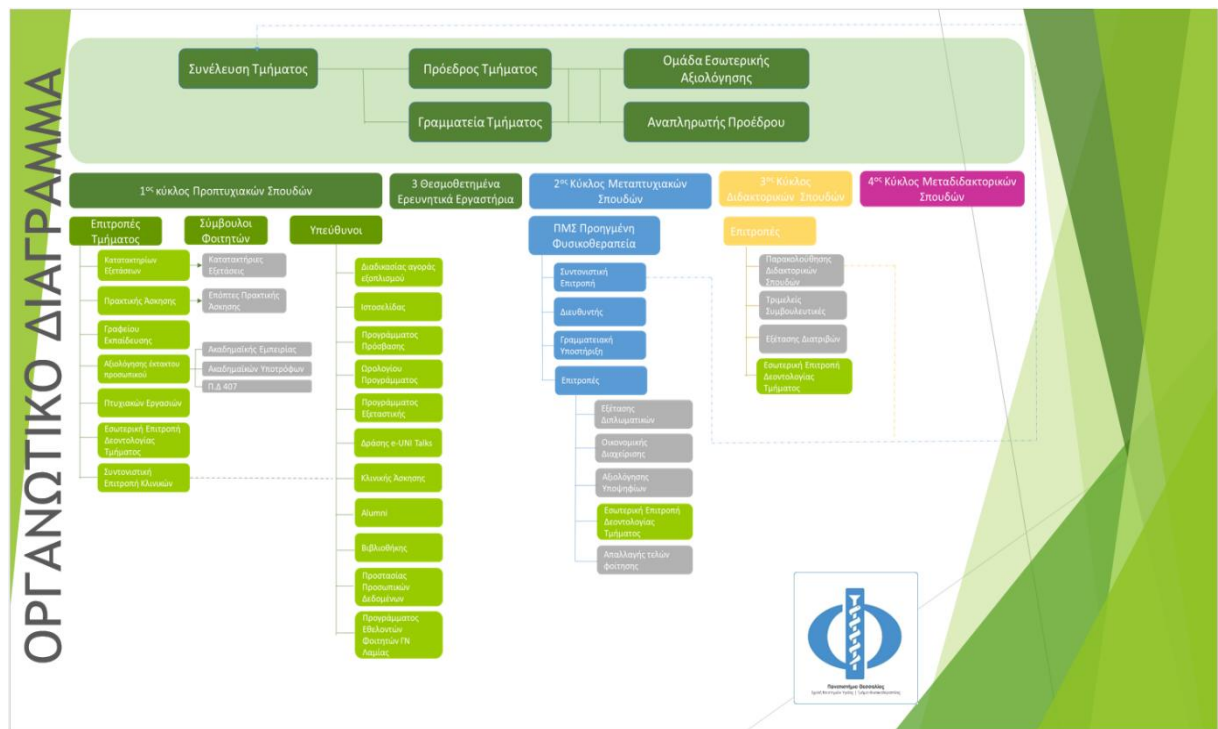 ΟΡΓΑΝΩΤΙΚΟ ΔΙΑΓΡΑΜΜΑ
Συνέλευση Τμήματος
Πρόεδρος Τμήματος
Ομάδα Εσωτερικής
Αξιολόγησης
Γραμματεία Τμήματος
Αναπληρωτής Προέδρου
1ος κύκλος Προπτυχιακών Σπουδών
3 Θεσμοθετημένα
Ερευνητικά Εργαστήρια
2ος Κύκλος Μεταπτυχιακών
Σπουδών
3ος Κύκλος
Διδακτορικών Σπουδών
4ος Κύκλος Μεταδιδακτορικών
Σπουδών
Επιτροπές
Τμήματος
Κατατακτηρίων
Εξετάσεων
Πρακτικής Άσκησης
Γραφείου
Εκπαίδευσης
Αξιολόγησης έκτακτου
προσωπικού
Πτυχιακών Εργασιών
Εσωτερική Επιτροπή
Δεοντολογίας
Τμήματος
Συντονιστική
Επιτροπή Κλινικών
Σύμβουλοι
Φοιτητών
Κατατακτήριες
Εξετάσεις
Επόπτες Πρακτικής
Άσκησης
Ακαδημαϊκής Εμπειρίας
Ακαδημαϊκών Υποτρόφων
Π.Δ 407
Υπεύθυνοι
Διαδικασίας αγοράς
εξοπλισμού
Ιστοσελίδας
Προγράμματος
Πρόσβασης
Ωρολογίου
Προγράμματος
Προγράμματος
Εξεταστικής
Δράσης e-UNI Talks
Κλινικής Άσκησης
Alumni
Βιβλιοθήκης
Προστασίας
Προσωπικών
Δεδομένων
Προγράμματος
Εθελοντών
Φοιτητών ΓΝ
Λαμίας
ΠΜΣ Προηγμένη
Φυσικοθεραπεία
Συντονιστική
Επιτροπή
Διευθυντής
Γραμματειακή
Υποστήριξη
Επιτροπές
Εξέτασης
Διπλωματικών
Οικονομικής
Διαχείρισης
Αξιολόγησης
Υποψηφίων
Εσωτερική Επιτροπή
Δεοντολογίας
Τμήματος
Απαλλαγής τελών
φοίτησης
Επιτροπές
Παρακολούθησης
Διδακτορικών
Σπουδών
Τριμελείς
Συμβουλευτικές
Εξέτασης Διατριβών
Εσωτερική Επιτροπή
Δεοντολογίας
Τμήματος
Πανεπιστήμιο Θεσσαλίας
Σχολή Επιστημών Υγείας | Τμήμα Φυσικοθεραπείας